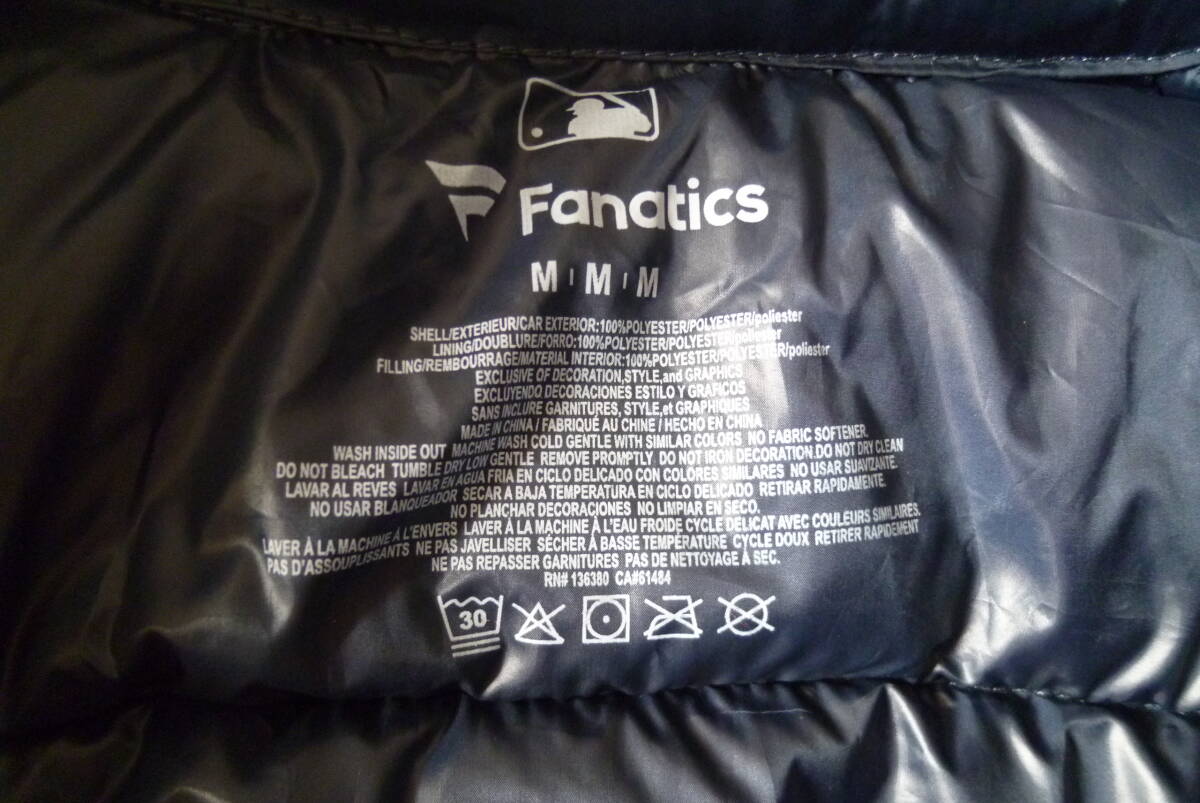 Fanatics
M M M
SHELL/EXTERIEUR/CAR EXTERIOR:100%POLYESTER/POLYESTER/poliester
LINING/DOUBLURE/FORRO:100%POLYESTER/POLYESTER/poliester
FILLING/REMBOURRAGE/MATERIAL INTERIOR:100%POLYESTER/POLYESTER/poliester
EXCLUSIVE OF DECORATION,STYLE,and GRAPHICS
EXCLUYENDO DECORACIONES ESTILO Y GRAFICOS
SANS INCLURE GARNITURES, STYLE,et GRAPHIQUES
MADE IN CHINA / FABRIQUÉ AU CHINE / HECHO EN CHINA
WASH INSIDE OUT MACHINE WASH COLD GENTLE WITH SIMILAR COLORS NO FABRIC SOFTENER.
DO NOT BLEACH TUMBLE DRY LOW GENTLE REMOVE PROMPTLY DO NOT IRON DECORATION.DO NOT DRY CLEAN
LAVAR AL REVES LAVAR EN AGUA FRIA EN CICLO DELICADO CON COLORES SIMILARES NO USAR SUAVIZANTE.
NO USAR BLANQUEADOR SECAR A BAJA TEMPERATURA EN CICLO DELICADO RETIRAR RAPIDAMENTE.
NO PLANCHAR DECORACIONES NO LIMPIAR EN SECO.
LAVER À LA MACHINE À L'ENVERS LAVER À LA MACHINE À L'EAU FROIDE CYCLE DELICAT AVEC COULEURS SIMILAIRES.
PAS D'ASSOUPLISSANTS NE PAS JAVELLISER SÉCHER À BASSE TEMPÉRATURE CYCLE DOUX RETIRER RAPIDEMENT
NE PAS REPASSER GARNITURES PAS DE NETTOYAGE À SEC.
RN# 136380 CA#61484
30